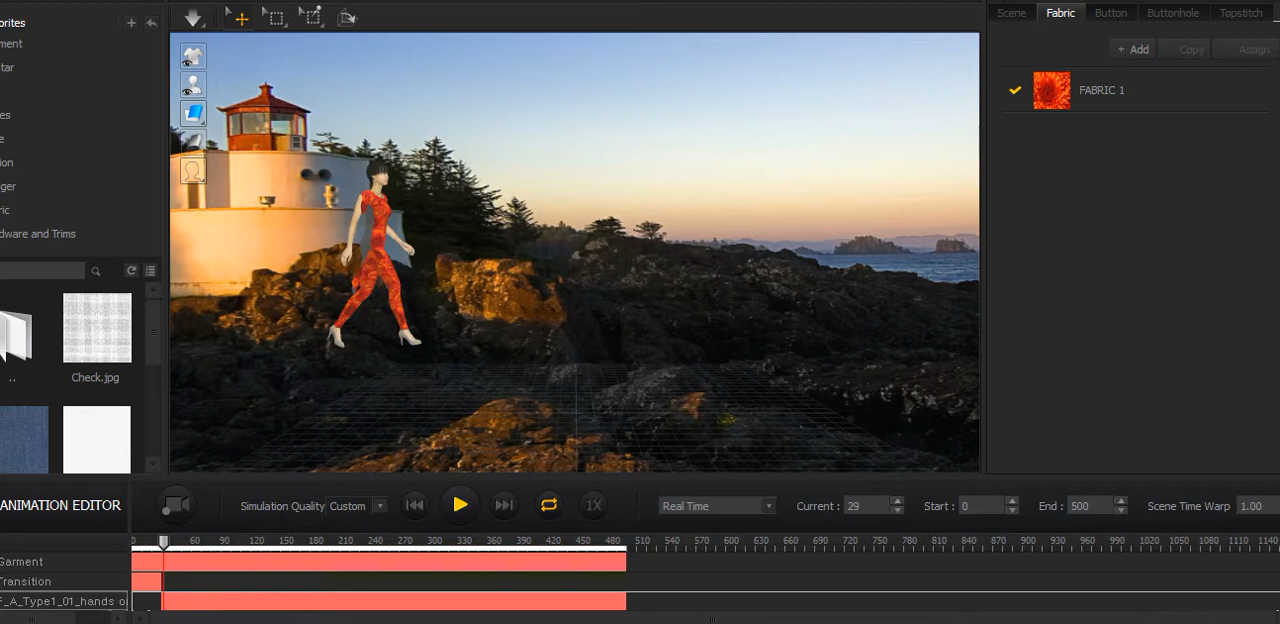 orites
Scene Fabric Button Buttonhole Topstitch
ment
+ Add Copy Assign
tar
FABRIC 1
es
e
ion
ger
ric
dware and Trims
.. Check.jpg
ANIMATION EDITOR Simulation Quality Custom 1X Real Time Current : 29 Start : 0 End : 500 Scene Time Warp 1.00
0 60 90 120 150 180 210 240 270 300 330 360 390 420 450 480 510 540 570 600 630 660 690 720 750 780 810 840 870 900 930 960 990 1020 1050 1080 1110 1140
Garment
Transition
F_A_Type1_01_hands o